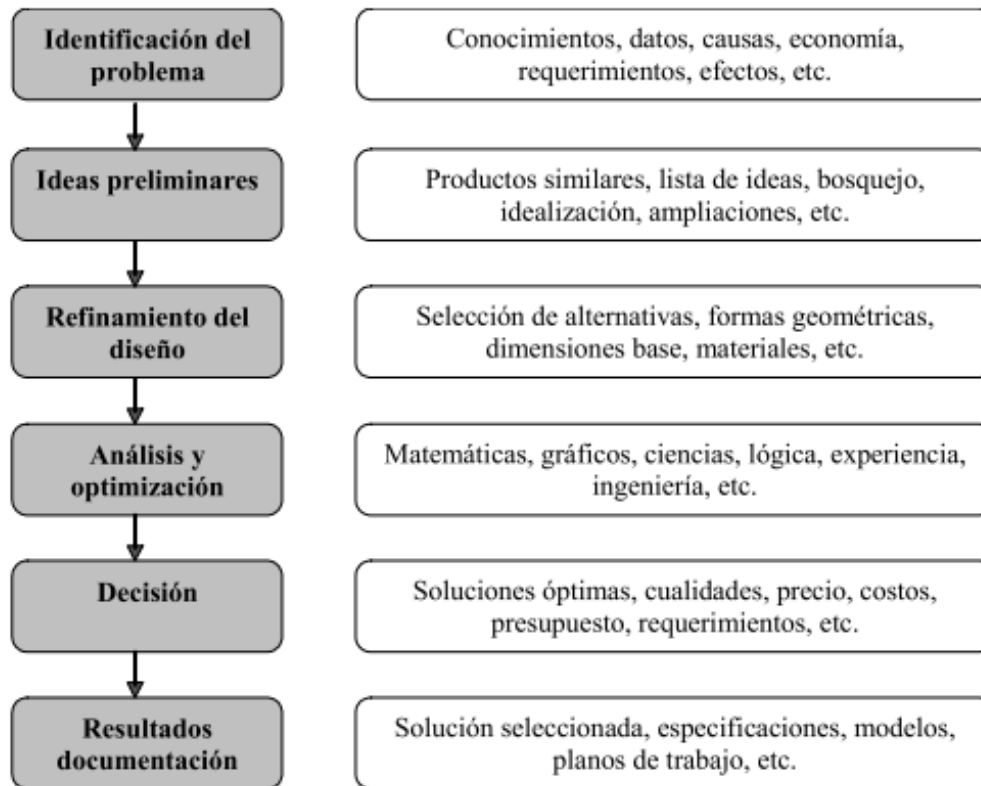 Identificación del
problema
Conocimientos, datos, causas, economía,
requerimientos, efectos, etc.
Ideas preliminares
Productos similares, lista de ideas, bosquejo,
idealización, ampliaciones, etc.
Refinamiento del
diseño
Selección de alternativas, formas geométricas,
dimensiones base, materiales, etc.
Análisis y
optimización
Matemáticas, gráficos, ciencias, lógica, experiencia,
ingeniería, etc.
Decisión
Soluciones óptimas, cualidades, precio, costos,
presupuesto, requerimientos, etc.
Resultados
documentación
Solución seleccionada, especificaciones, modelos,
planos de trabajo, etc.